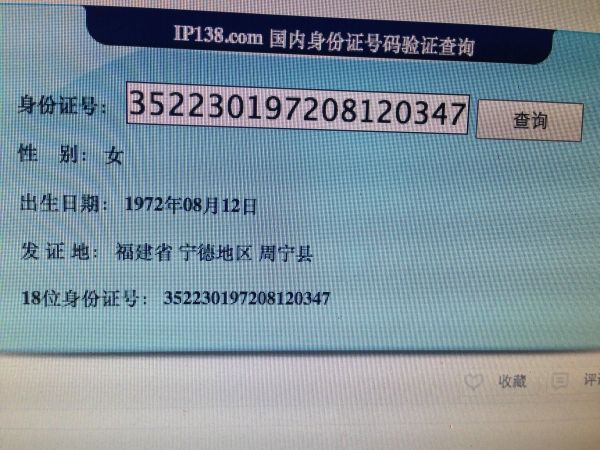 IP138.com 国内身份证号码验证查询
身份证号： 352230197208120347 查询
性 别： 女
出生日期： 1972年08月12日
发 证 地： 福建省 宁德地区 周宁县
18位身份证号： 352230197208120347
收藏